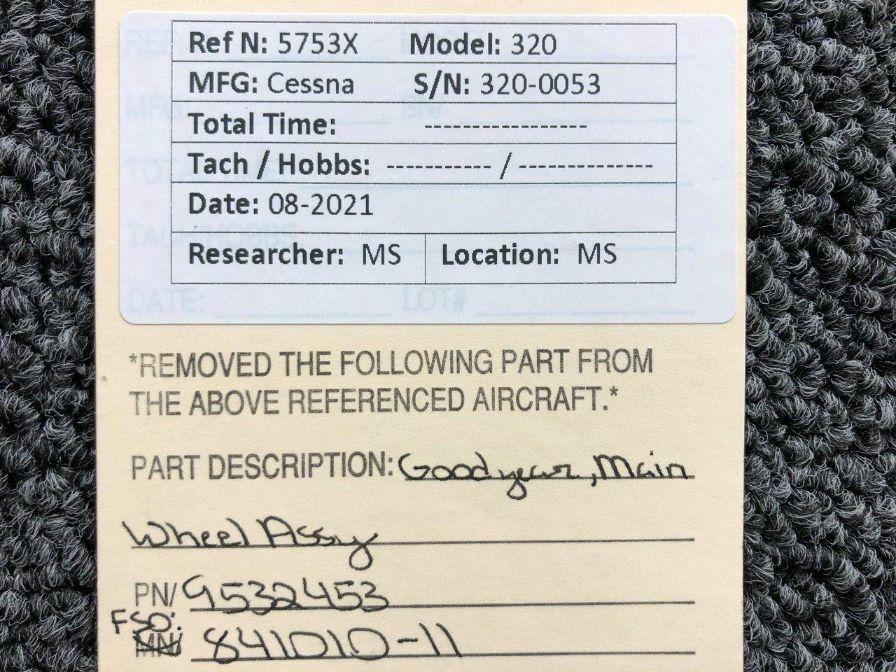 Ref N: 5753X Model: 320
MFG: Cessna S/N: 320-0053
Total Time: -----------------
Tach / Hobbs: ----------- / --------------
Date: 08-2021
Researcher: MS Location: MS
*REMOVED THE FOLLOWING PART FROM
THE ABOVE REFERENCED AIRCRAFT.*
PART DESCRIPTION: Goodyear, Main
Wheel Assy
PN/ 9532453
FSO: 841010-11